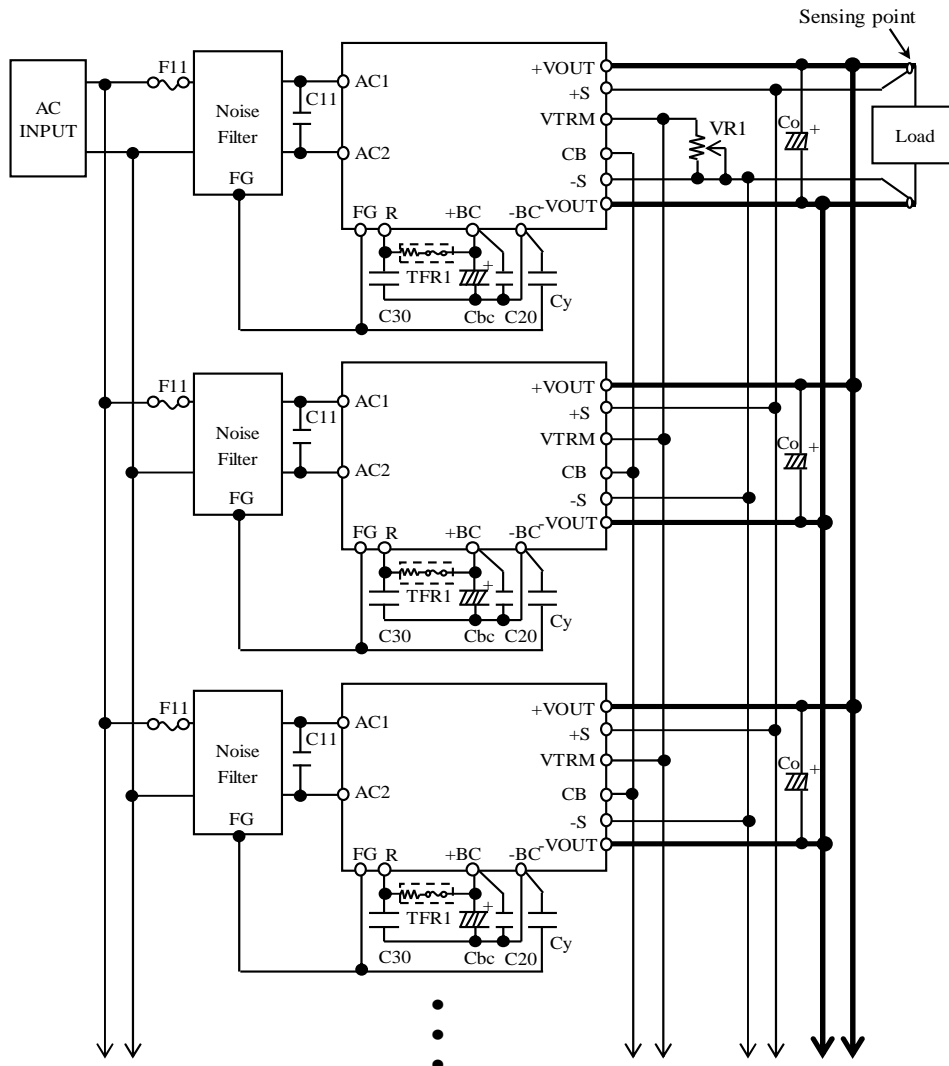 Sensing point
AC
INPUT
F11
Noise
Filter
FG
C11
AC1
AC2
+VOUT
+S
VTRM
CB
-S
-VOUT
VR1
Co
+
Load
FG
R
+BC
-BC
TFR1
+
C30
Cbc
C20
Cy
F11
Noise
Filter
FG
C11
AC1
AC2
+VOUT
+S
VTRM
CB
-S
-VOUT
Co
+
FG
R
+BC
-BC
TFR1
+
C30
Cbc
C20
Cy
F11
Noise
Filter
FG
C11
AC1
AC2
+VOUT
+S
VTRM
CB
-S
-VOUT
Co
+
FG
R
+BC
-BC
TFR1
+
C30
Cbc
C20
Cy